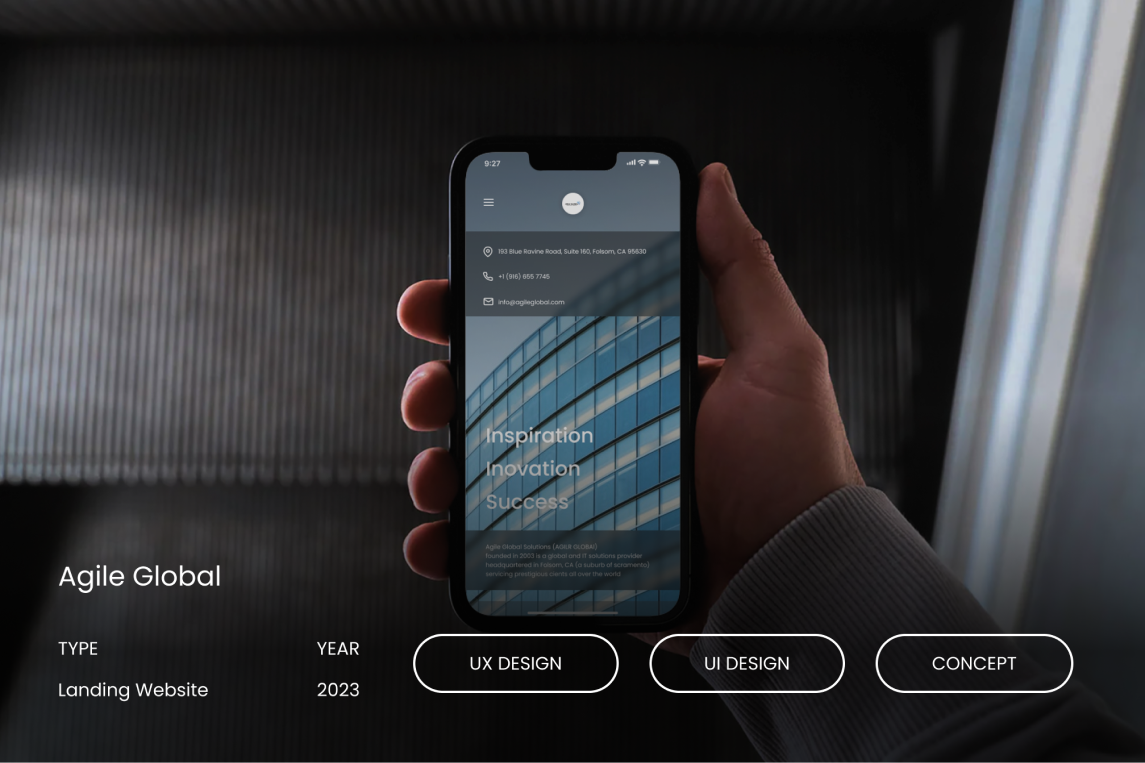 9:27
193 Blue Ravine Road, Suite 160, Folsom, CA 95630
+1 (916) 655 7745
info@agileglobal.com
Inspiration
Inovation
Success
Agile Global Solutions (AGILE GLOBAL)
founded in 2003 is a global and IT solutions provider
headquartered in Folsom, CA (a suburb of sacramento)
servicing prestigious clients all over the world
Agile Global
TYPE
YEAR
Landing Website
2023
UX DESIGN
UI DESIGN
CONCEPT